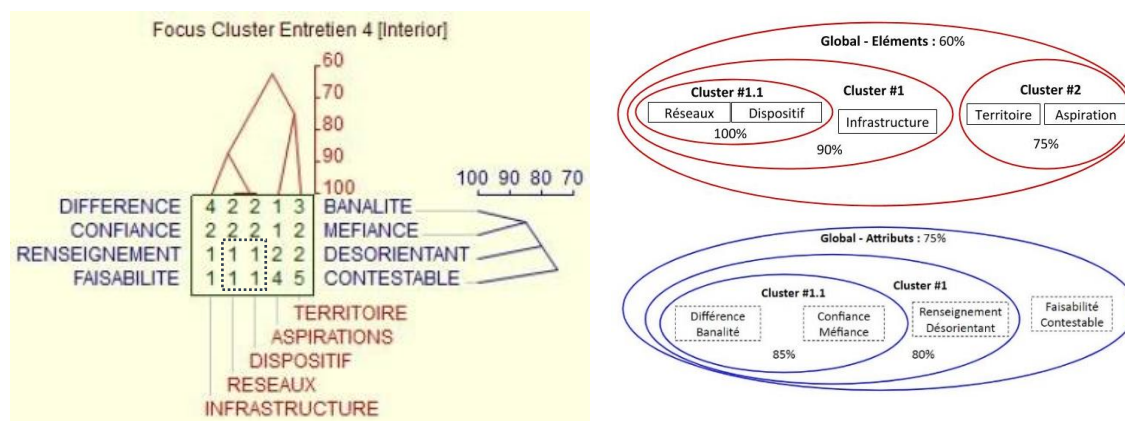 Focus Cluster Entretien 4 [Interior]
60
70
80
90
100
100 90 80 70
DIFFERENCE 4 2 2 1 3 BANALITE
CONFIANCE 2 2 2 1 2 MEFIANCE
RENSEIGNEMENT 1 1 1 2 2 DESORIENTANT
FAISABILITE 1 1 1 4 5 CONTESTABLE
TERRITOIRE
ASPIRATIONS
DISPOSITIF
RESEAUX
INFRASTRUCTURE
Global - Eléments : 60%
Cluster #1.1 Cluster #1 Cluster #2
Réseaux Dispositif Infrastructure Territoire Aspiration
100% 90% 75%
Global - Attributs : 75%
Cluster #1.1 Cluster #1
Différence Confiance Renseignement Faisabilité
Banalité Méfiance Désorientant Contestable
85% 80%